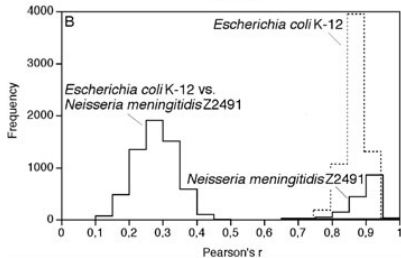 B
4000
3000
2000
1000
0
Frequency
Escherichia coli K-12
Escherichia coli K-12 vs.
Neisseria meningitidis Z2491
Neisseria meningitidis Z2491
0 0,1 0,2 0,3 0,4 0,5 0,6 0,7 0,8 0,9 1
Pearson's r